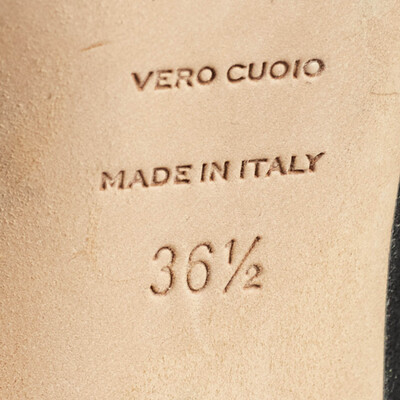 VERO CUOIO
MADE IN ITALY
36½